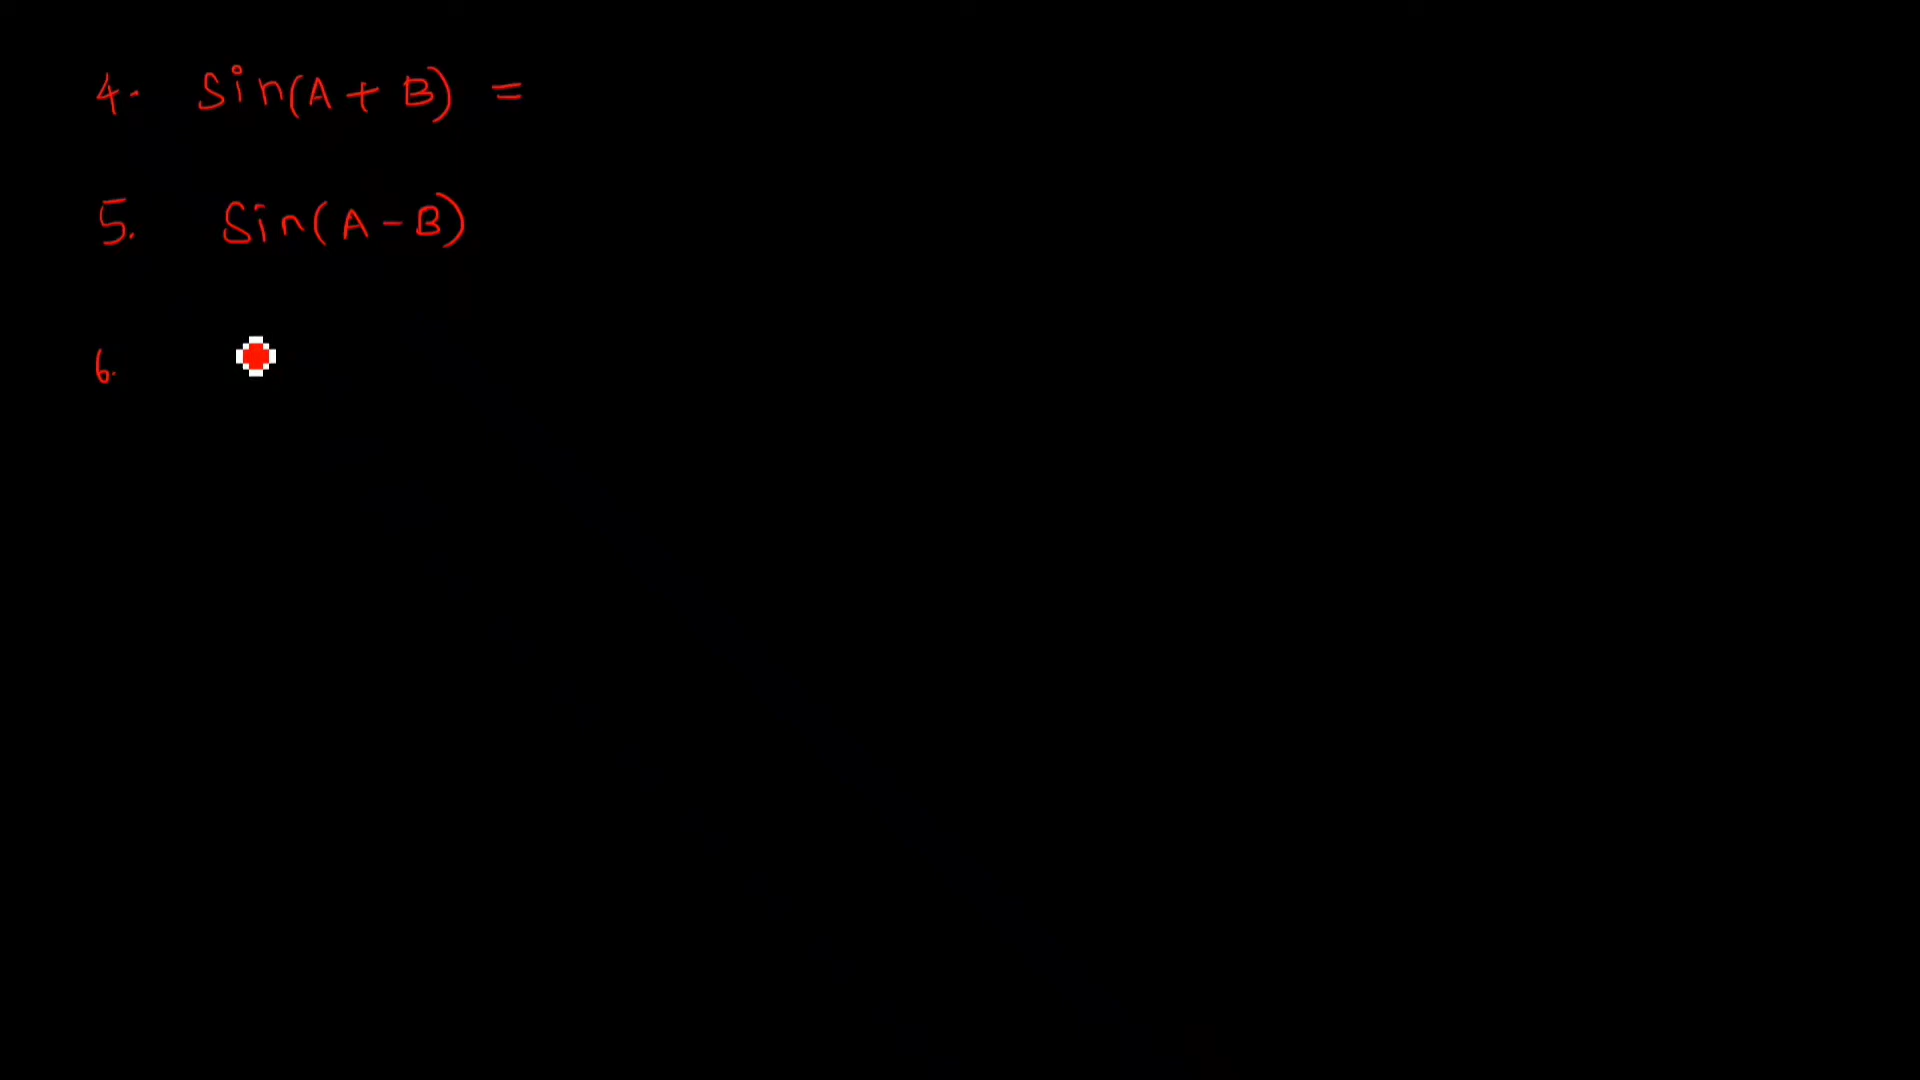 4. Sin(A + B) =
5. Sin(A - B)
6.